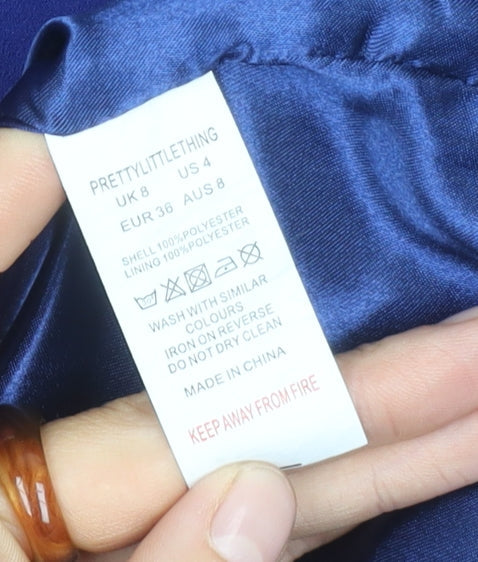 PRETTYLITTLETHING
UK 8 US 4
EUR 36 AUS 8
SHELL 100%POLYESTER
LINING 100%POLYESTER
WASH WITH SIMILAR
COLOURS
IRON ON REVERSE
DO NOT DRY CLEAN
MADE IN CHINA
KEEP AWAY FROM FIRE